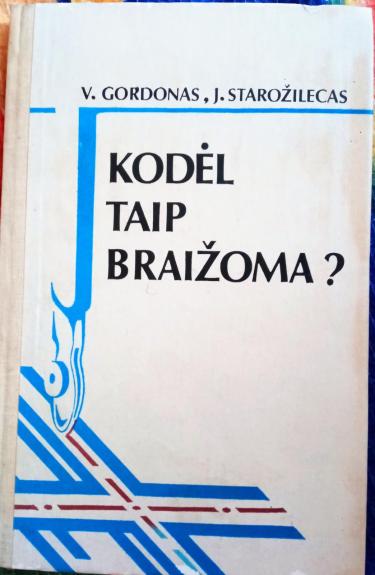 V. GORDONAS, J. STAROŽILECAS
KODĖL
TAIP
BRAIŽOMA?